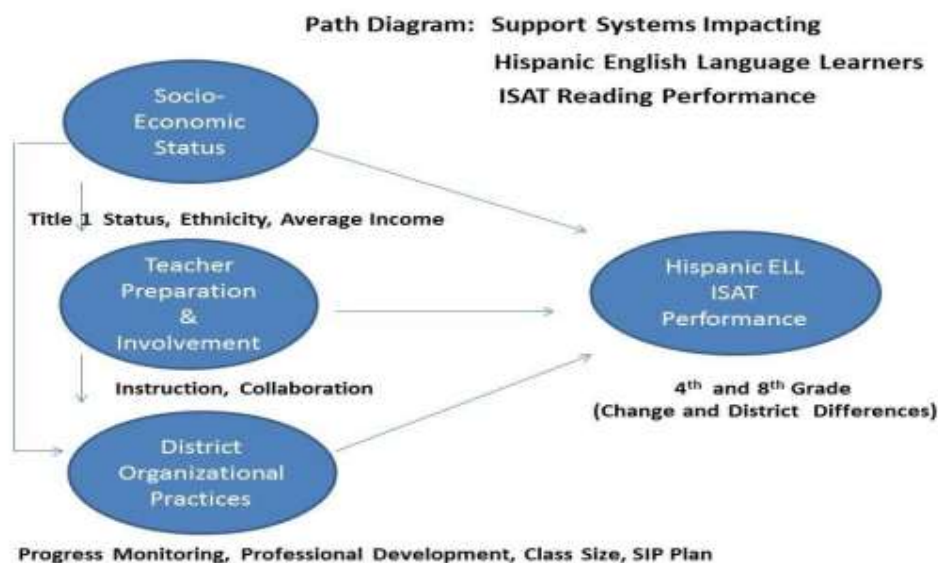 Path Diagram: Support Systems Impacting
Hispanic English Language Learners
ISAT Reading Performance
Socio-
Economic
Status
Title 1 Status, Ethnicity, Average Income
Teacher
Preparation
&
Involvement
Instruction, Collaboration
District
Organizational
Practices
Progress Monitoring, Professional Development, Class Size, SIP Plan
Hispanic ELL
ISAT
Performance
4th and 8th Grade
(Change and District Differences)